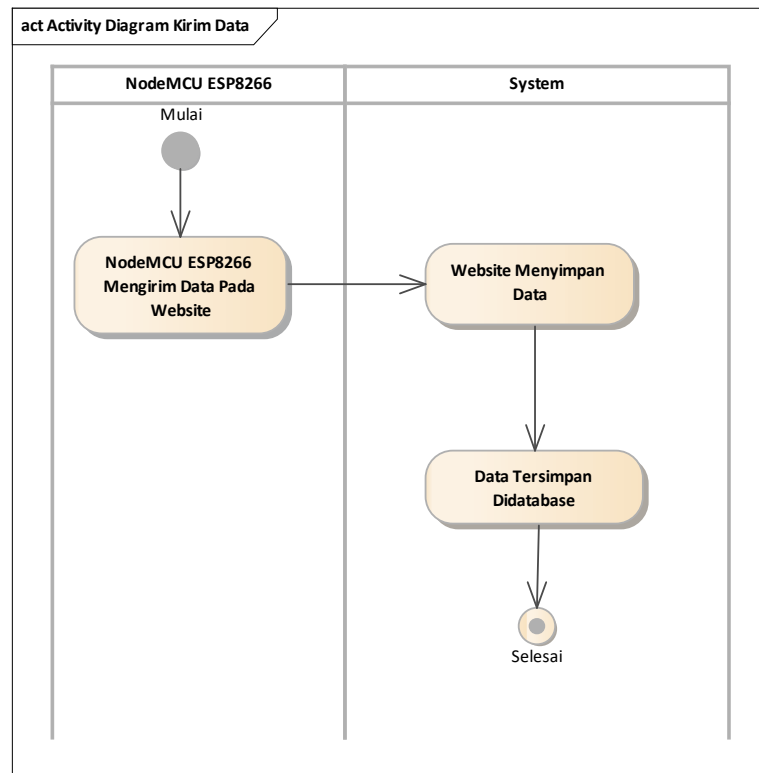 act Activity Diagram Kirim Data
NodeMCU ESP8266
System
Mulai
NodeMCU ESP8266
Mengirim Data Pada
Website
Website Menyimpan
Data
Data Tersimpan
Didatabase
Selesai